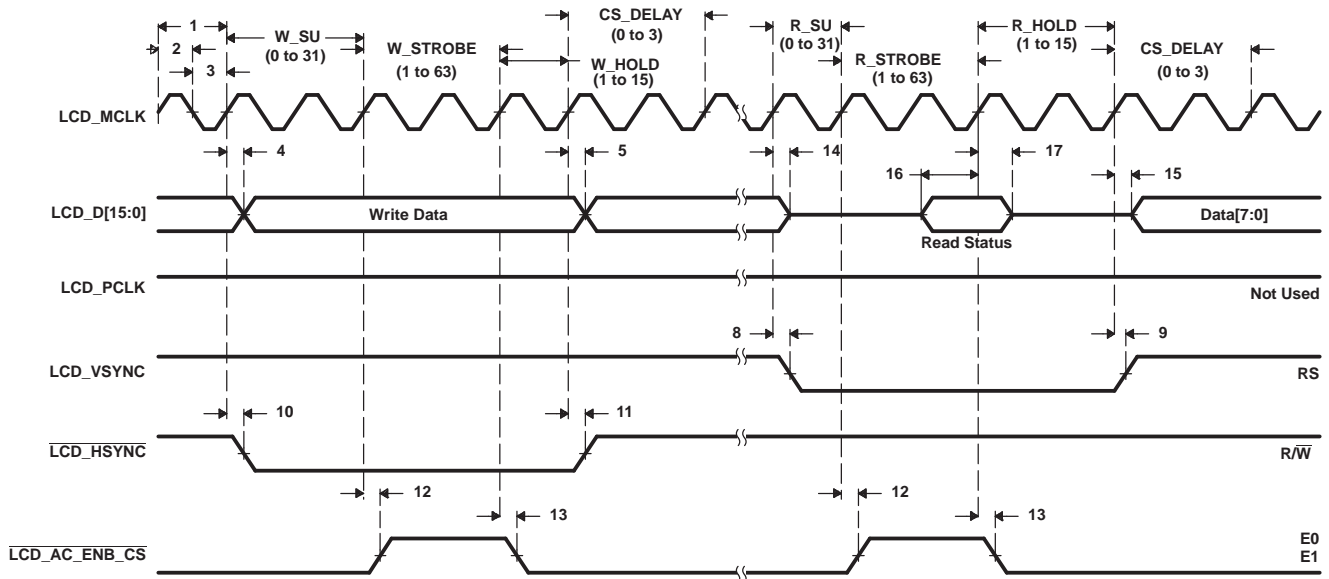 1
2
3
W_SU
(0 to 31)
W_STROBE
(1 to 63)
CS_DELAY
(0 to 3)
W_HOLD
(1 to 15)
R_SU
(0 to 31)
R_STROBE
(1 to 63)
R_HOLD
(1 to 15)
CS_DELAY
(0 to 3)
LCD_MCLK
4
5
14
16
17
15
LCD_D[15:0]
Write Data
Read Status
Data[7:0]
LCD_PCLK
Not Used
8
9
LCD_VSYNC
RS
10
11
LCD_HSYNC
R/W
12
13
12
13
LCD_AC_ENB_CS
E0
E1